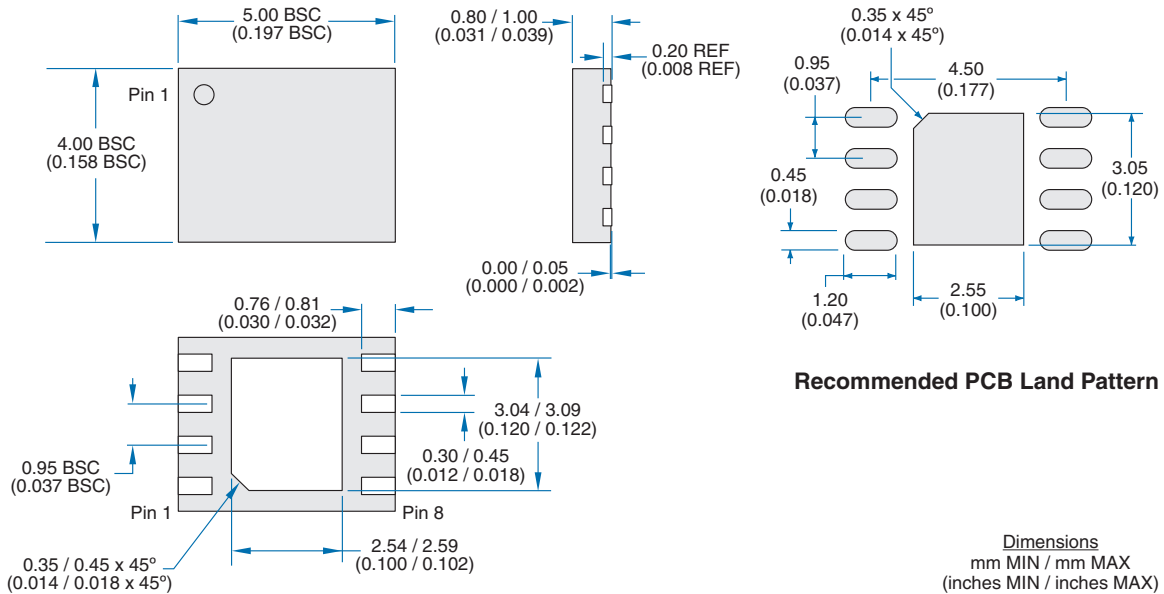 5.00 BSC
(0.197 BSC)
Pin 1
4.00 BSC
(0.158 BSC)
0.80 / 1.00
(0.031 / 0.039)
0.20 REF
(0.008 REF)
0.00 / 0.05
(0.000 / 0.002)
0.35 x 45º
(0.014 x 45º)
0.95
(0.037)
4.50
(0.177)
0.45
(0.018)
3.05
(0.120)
1.20
(0.047)
2.55
(0.100)
Recommended PCB Land Pattern
0.76 / 0.81
(0.030 / 0.032)
3.04 / 3.09
(0.120 / 0.122)
0.30 / 0.45
(0.012 / 0.018)
0.95 BSC
(0.037 BSC)
Pin 1
Pin 8
0.35 / 0.45 x 45º
(0.014 / 0.018 x 45º)
2.54 / 2.59
(0.100 / 0.102)
Dimensions
mm MIN / mm MAX
(inches MIN / inches MAX)